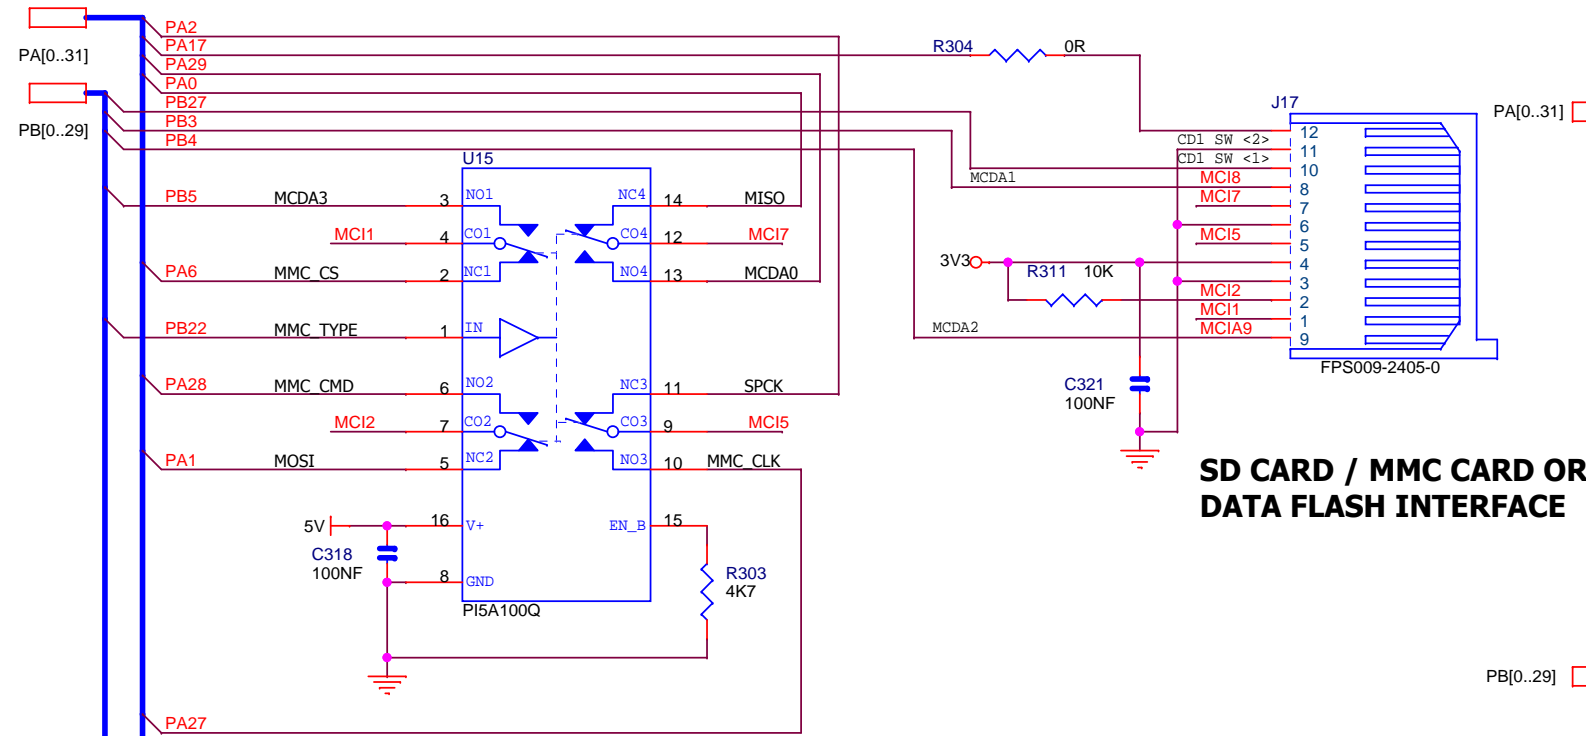 PA[0..31]
PB[0..29]
PA2
PA17
PA29
PA0
PB27
PB3
PB4
PB5
MCDA3
MCI1
PA6
MMC_CS
PB22
MMC_TYPE
PA28
MMC_CMD
MCI2
PA1
MOSI
5V
C318
100NF
PA27
U15
3
NO1
4
CO1
2
NC1
1
IN
6
NO2
7
CO2
5
NC2
16
V+
8
GND
NC4
14
MISO
CO4
12
MCI7
NO4
13
MCDA0
NC3
11
SPCK
CO3
9
MCI5
NO3
10
MMC_CLK
EN_B
15
PI5A100Q
R303
4K7
R304
0R
J17
CD1 SW <2>
CD1 SW <1>
MCDA1
MCI8
MCI7
MCI5
3V3
R311
10K
MCI2
MCI1
MCDA2
MCIA9
12
11
10
8
7
6
5
4
3
2
1
9
FPS009-2405-0
C321
100NF
SD CARD / MMC CARD OR
DATA FLASH INTERFACE
PA[0..31]
PB[0..29]